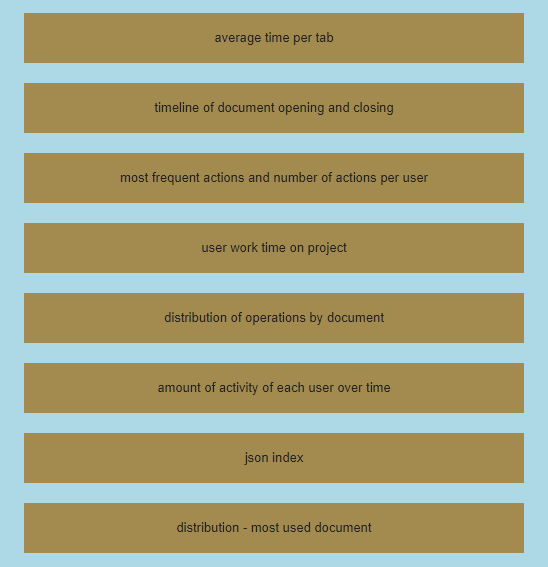 average time per tab
timeline of document opening and closing
most frequent actions and number of actions per user
user work time on project
distribution of operations by document
amount of activity of each user over time
json index
distribution - most used document